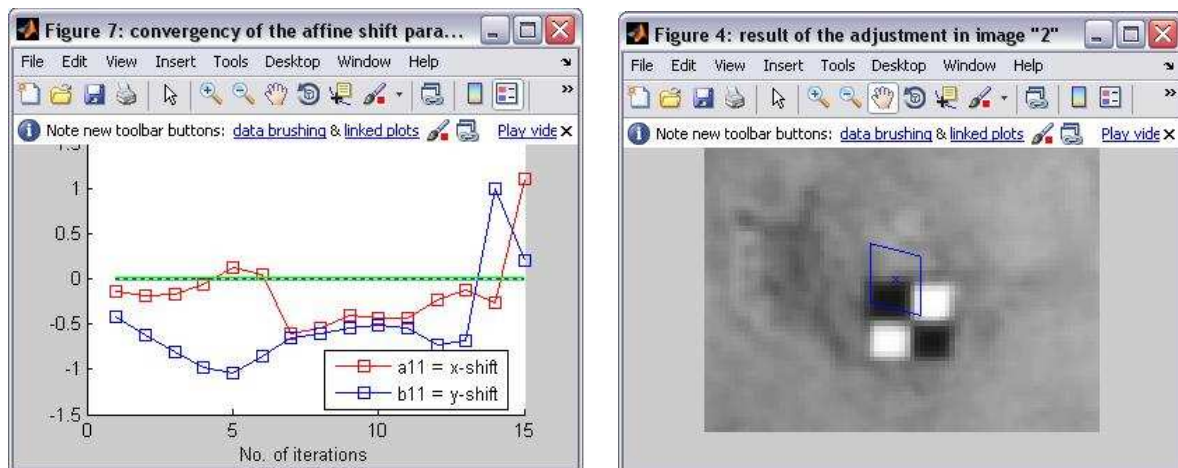 Figure 7: convergency of the affine shift para...
File Edit View Insert Tools Desktop Window Help
Note new toolbar buttons: data brushing & linked plots Play vide
1.5
1
0.5
0
-0.5
-1
-1.5
0 5 10 15
No. of iterations
a11 = x-shift
b11 = y-shift
Figure 4: result of the adjustment in image "2"
File Edit View Insert Tools Desktop Window Help
Note new toolbar buttons: data brushing & linked plots Play vide